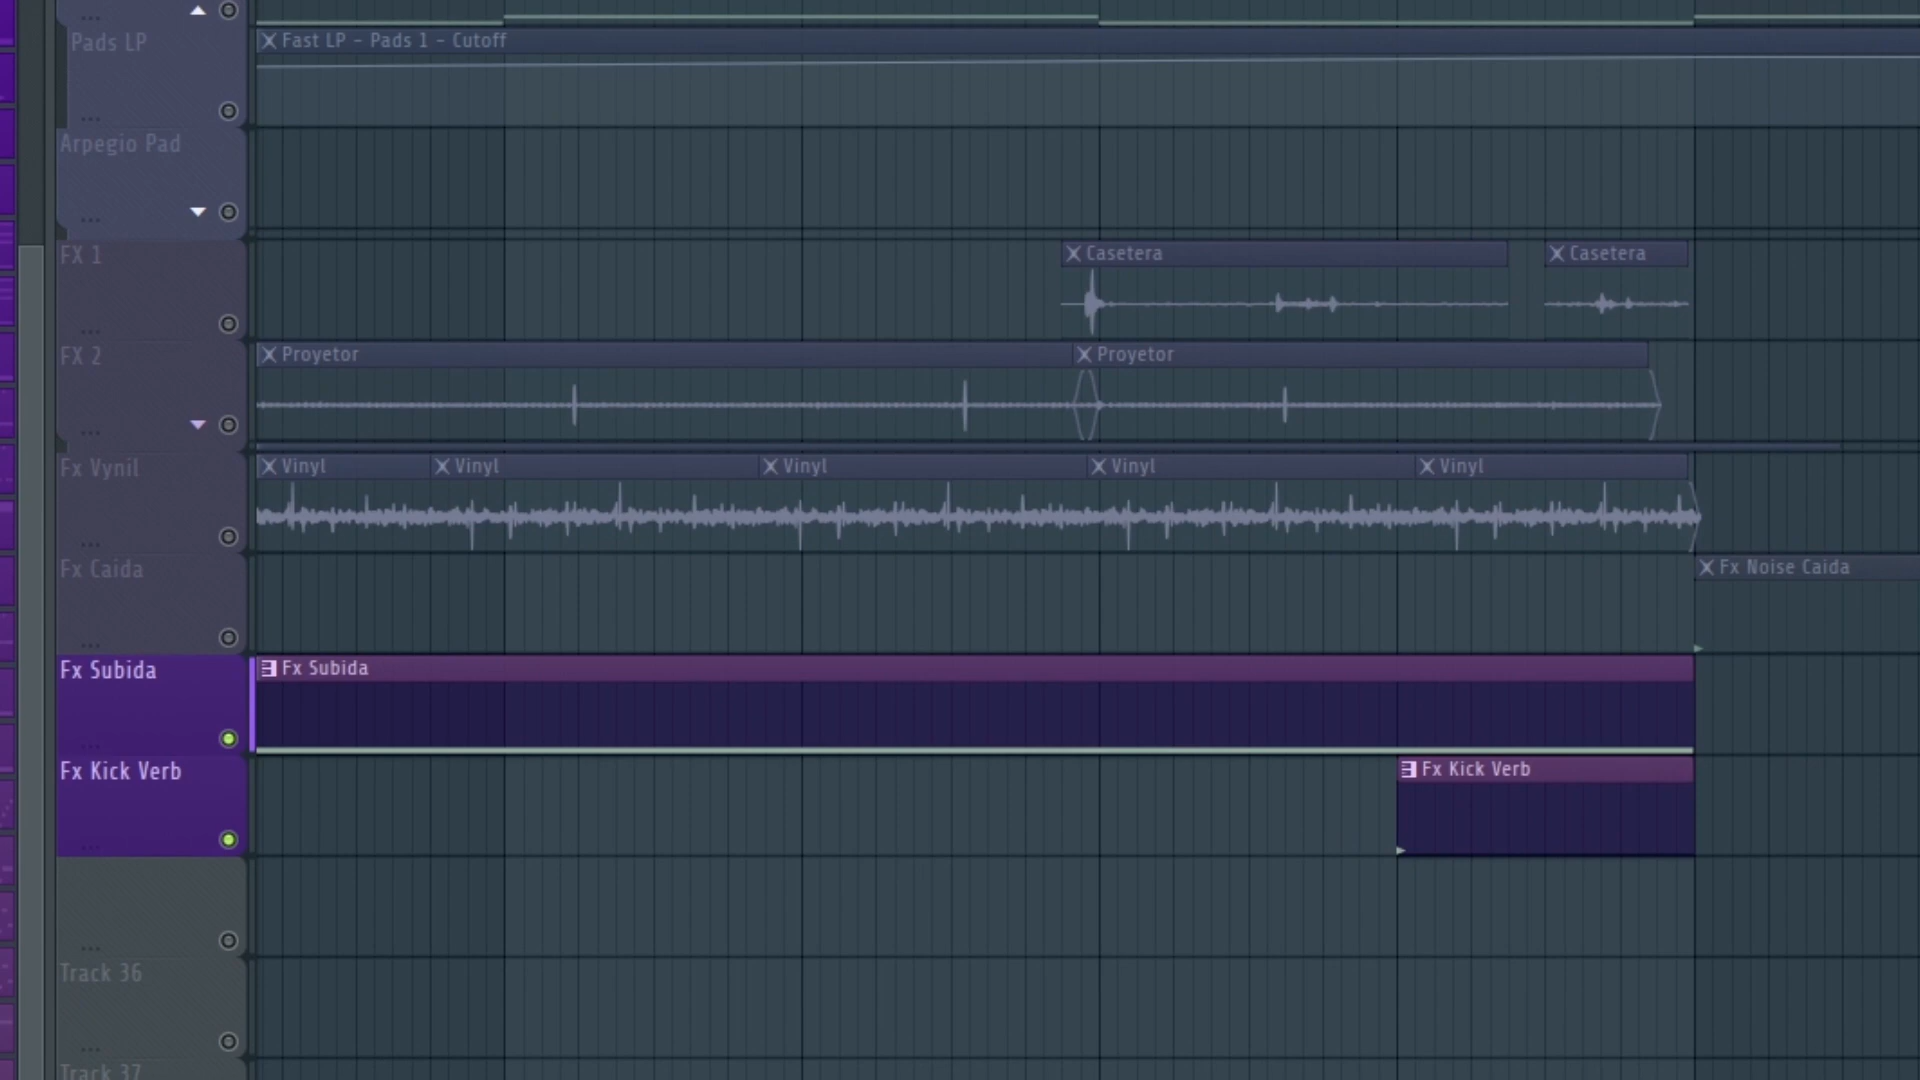 Pads LP
Fast LP - Pads 1 - Cutoff
Arpegio Pad
FX 1
Casetera
Casetera
FX 2
Proyetor
Proyetor
Fx Vynil
Vinyl
Vinyl
Vinyl
Vinyl
Vinyl
Fx Caida
Fx Noise Caida
Fx Subida
Fx Subida
Fx Kick Verb
Fx Kick Verb
Track 36
Track 37